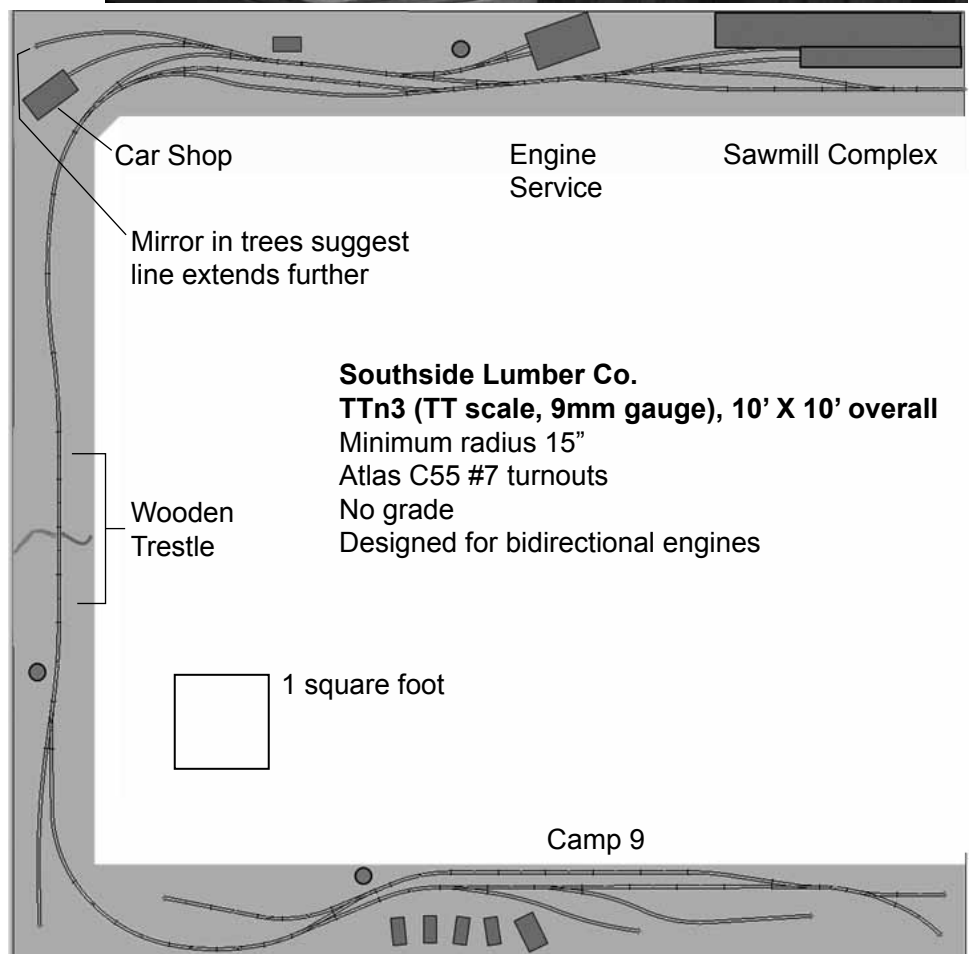 Car Shop
Engine
Service
Sawmill Complex
Mirror in trees suggest
line extends further
Southside Lumber Co.
TTn3 (TT scale, 9mm gauge), 10’ X 10’ overall
Minimum radius 15”
Atlas C55 #7 turnouts
No grade
Designed for bidirectional engines
Wooden
Trestle
1 square foot
Camp 9